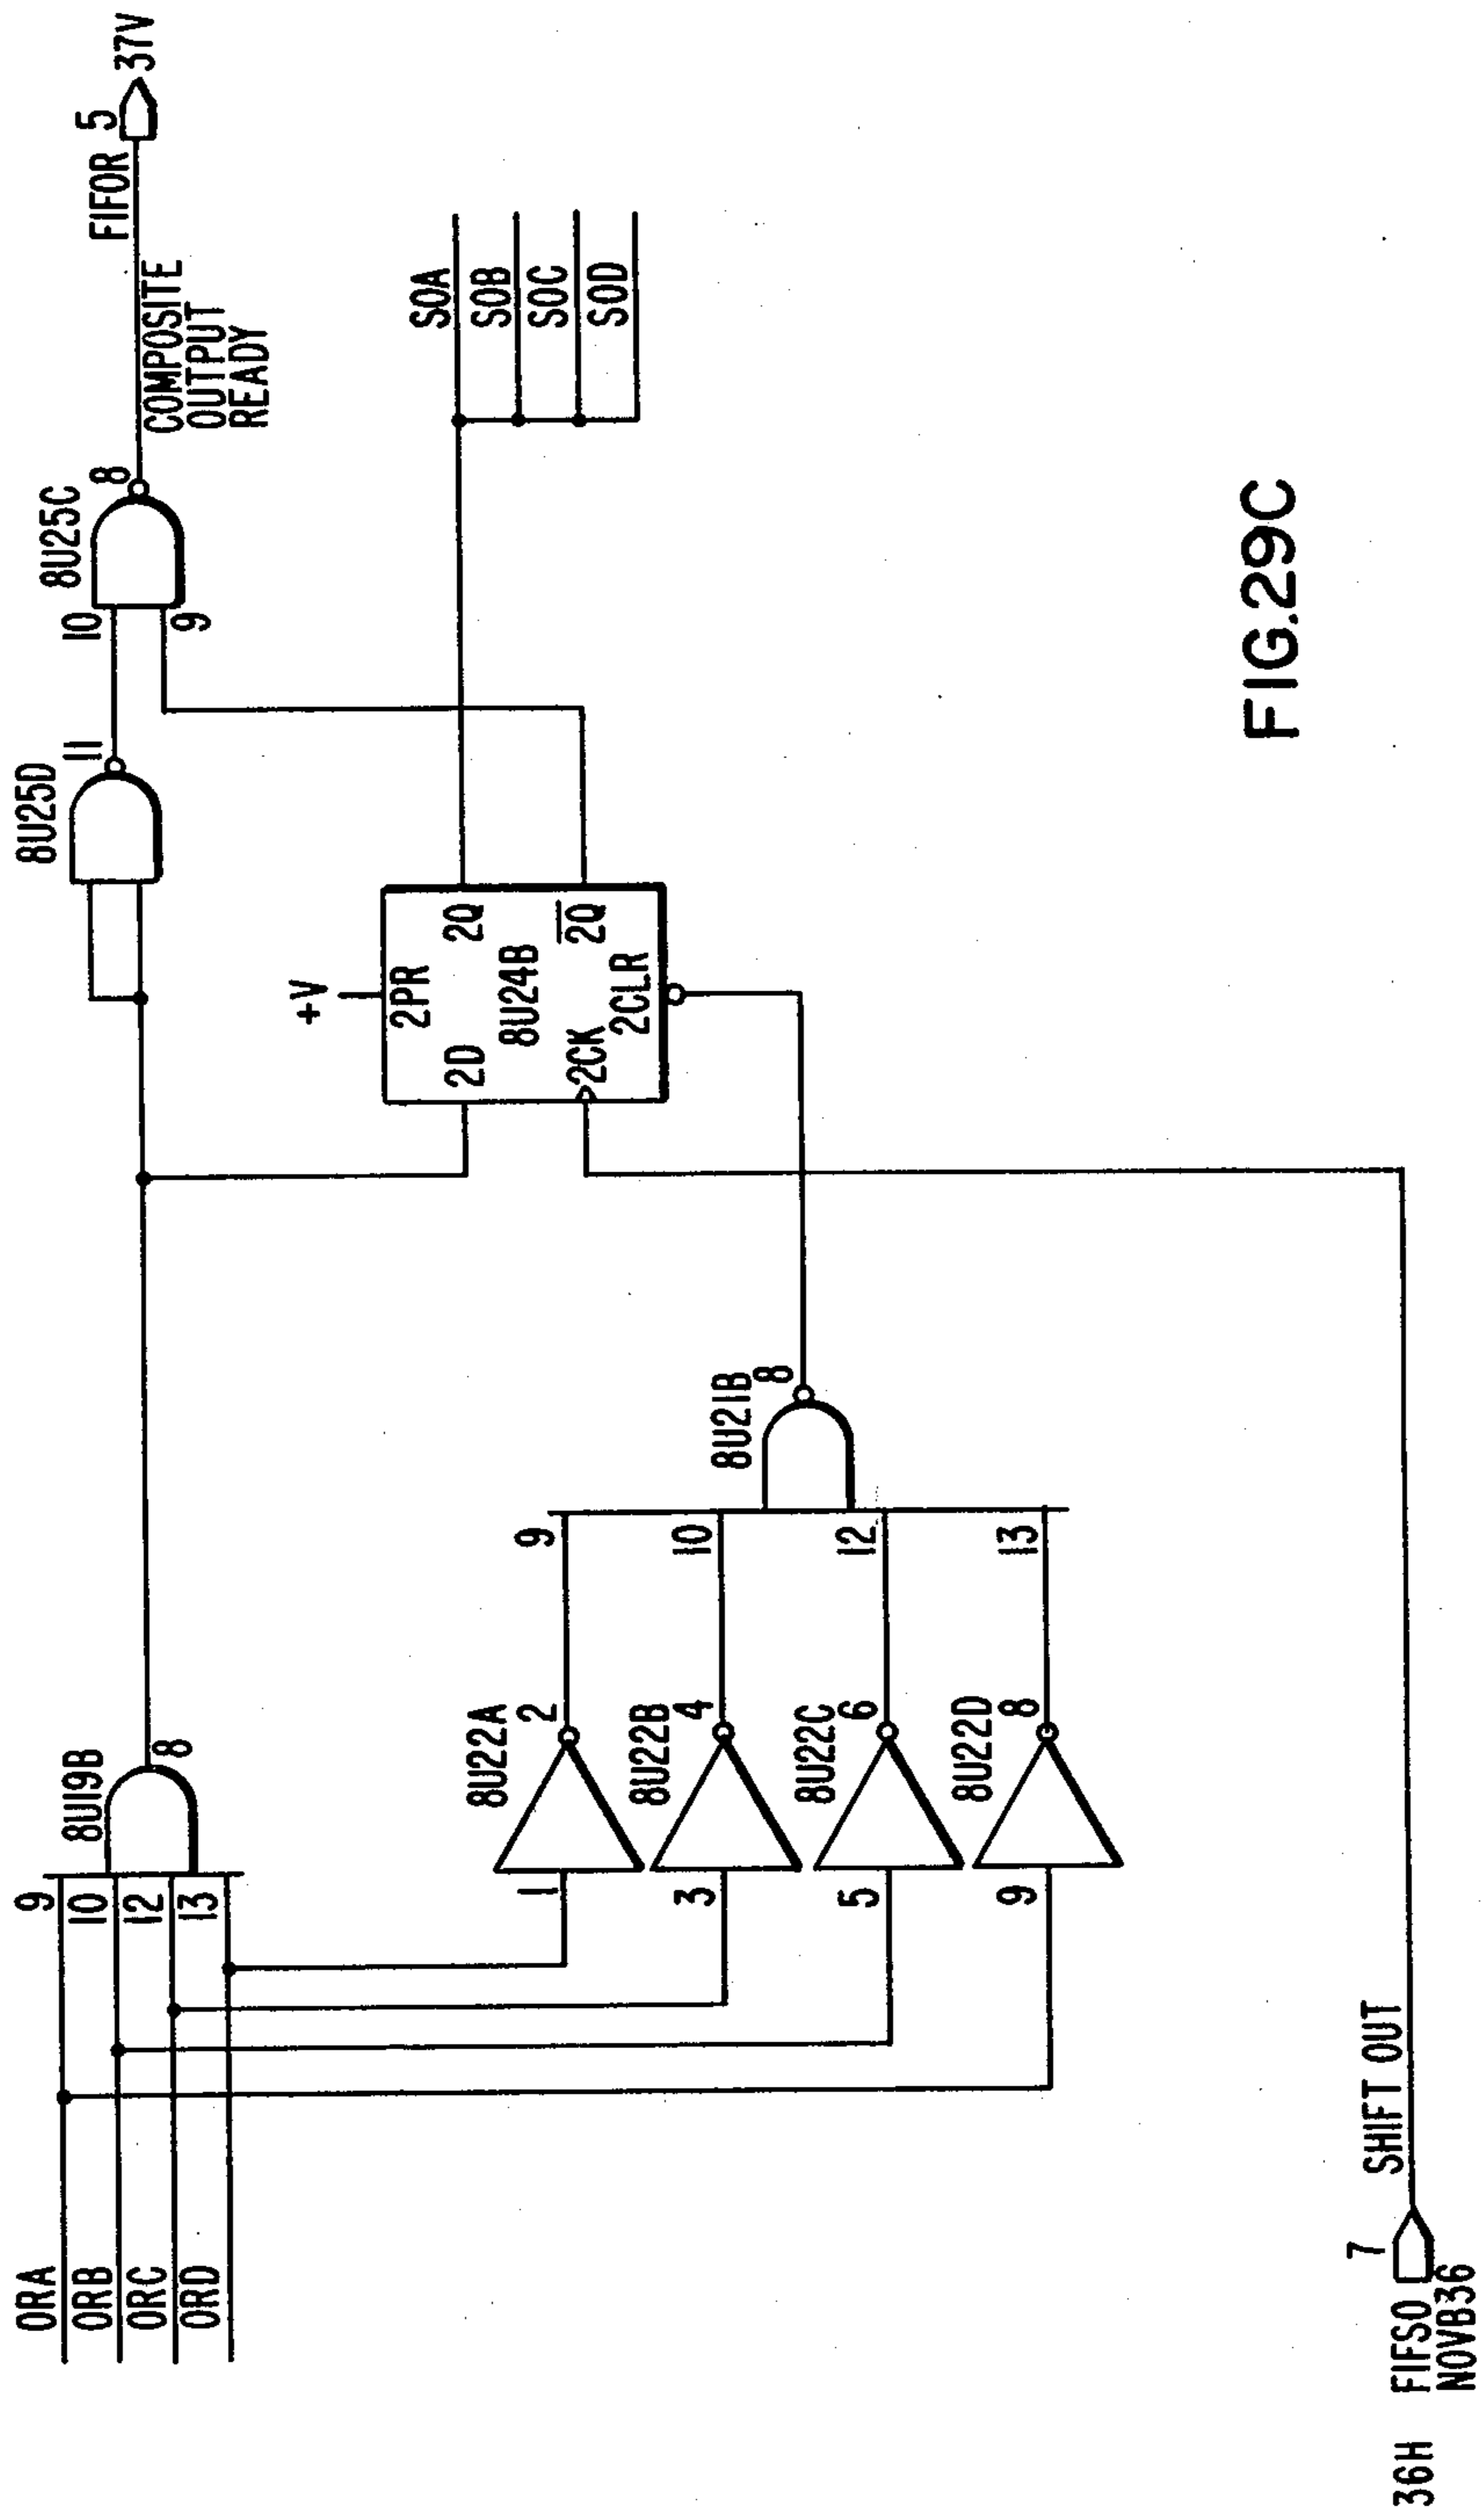 ORA
ORB
ORC
ORD
9
10
12
13
8U19B
8
8U25D
11
10
9
8U25C
8
COMPOSITE
OUTPUT
READY
FIFOR
5
37V
+V
2PR
2D
2Q
8U24B
2CK
2Q
2CLR
SOA
SOB
SOC
SOD
1
8U22A
2
9
3
8U22B
4
10
5
8U22C
6
12
9
8U22D
8
13
8U21B
8
36H
FIFSO
NOVB36
7
SHIFT OUT
FIG.29C